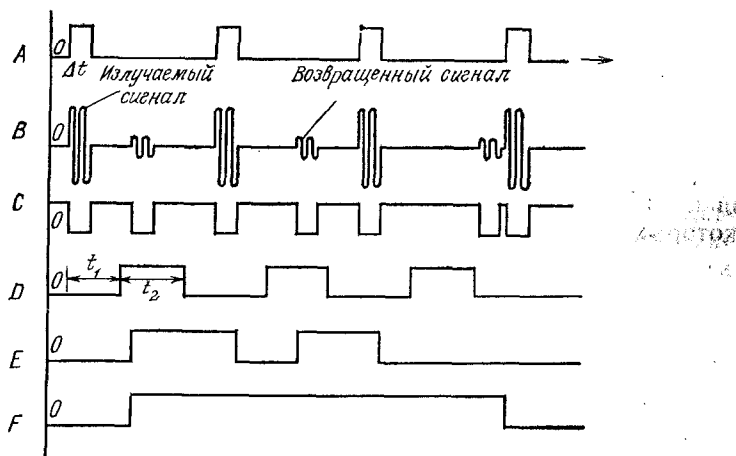 A
0
Δt
Излучаемый
сигнал
Возвращенный сигнал
B
0
C
0
D
0
t₁
t₂
E
0
F
0